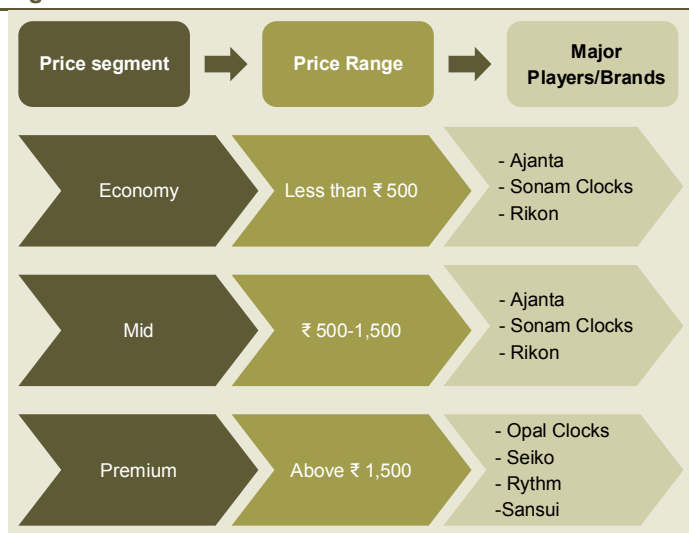 Price segment
Price Range
Major
Players/Brands
Economy
Less than ₹ 500
- Ajanta
- Sonam Clocks
- Rikon
Mid
₹ 500-1,500
- Ajanta
- Sonam Clocks
- Rikon
Premium
Above ₹ 1,500
- Opal Clocks
- Seiko
- Rythm
-Sansui